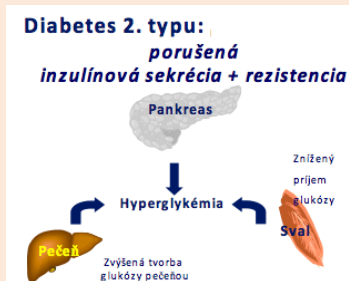 Diabetes 2. typu:
porušená
inzulínová sekrécia + rezistencia
Pankreas
Znížený
príjem
glukózy
Hyperglykémia
Sval
Pečeň
Zvýšená tvorba
glukózy pečeňou